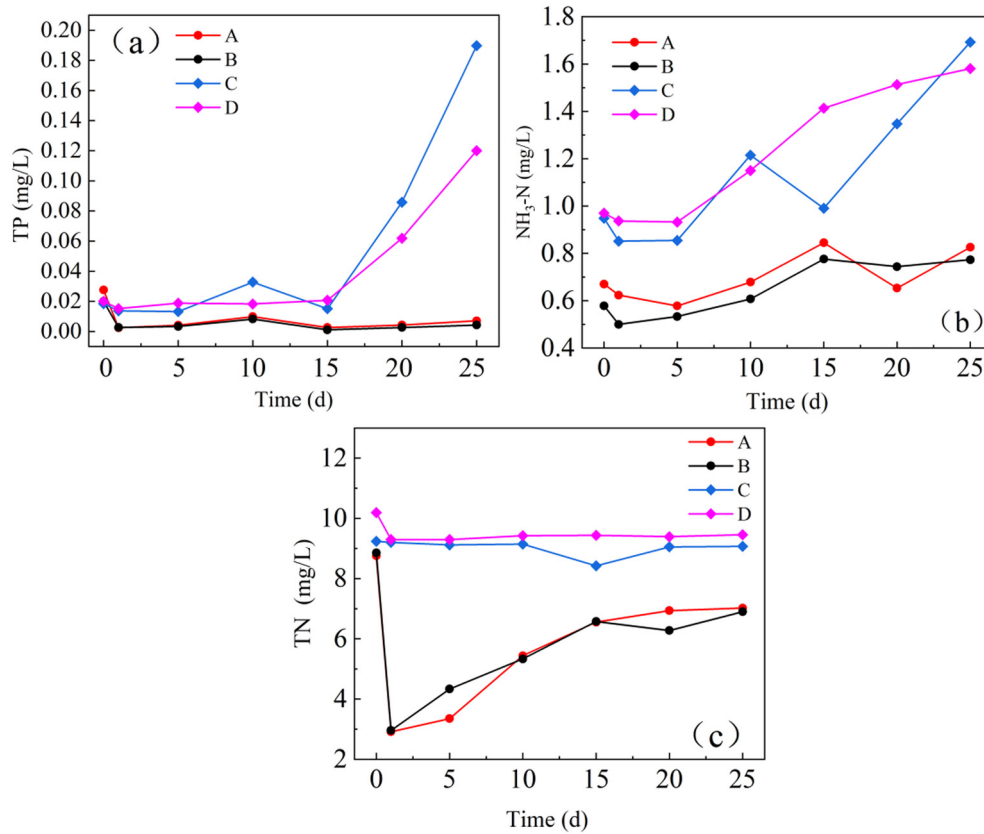 (a)
A
B
C
D
0.20
0.18
0.16
0.14
0.12
0.10
0.08
0.06
0.04
0.02
0.00
TP (mg/L)
0 5 10 15 20 25
Time (d)
A
B
C
D
1.8
1.6
1.4
1.2
1.0
0.8
0.6
0.4
NH₃-N (mg/L)
(b)
0 5 10 15 20 25
Time (d)
A
B
C
D
12
10
8
6
4
2
TN (mg/L)
(c)
0 5 10 15 20 25
Time (d)